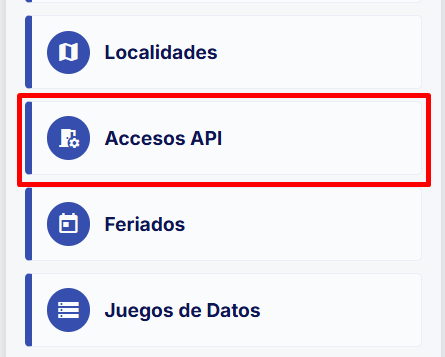 Localidades
Accesos API
Feriados
Juegos de Datos